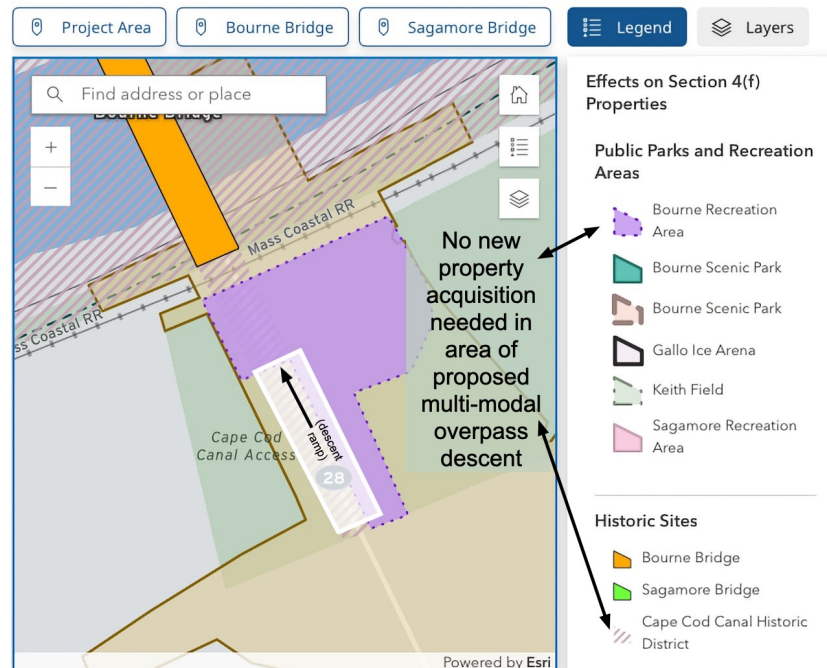 Project Area
Bourne Bridge
Sagamore Bridge
Legend
Layers
Find address or place
Bourne Bridge
+
−
Mass Coastal RR
ss Coastal RR
Cape Cod
Canal Access
(descent
ramp)
28
No new
property
acquisition
needed in
area of
proposed
multi-modal
overpass
descent
Powered by Esri
Effects on Section 4(f)
Properties
Public Parks and Recreation
Areas
Bourne Recreation
Area
Bourne Scenic Park
Bourne Scenic Park
Gallo Ice Arena
Keith Field
Sagamore Recreation
Area
Historic Sites
Bourne Bridge
Sagamore Bridge
Cape Cod Canal Historic
District